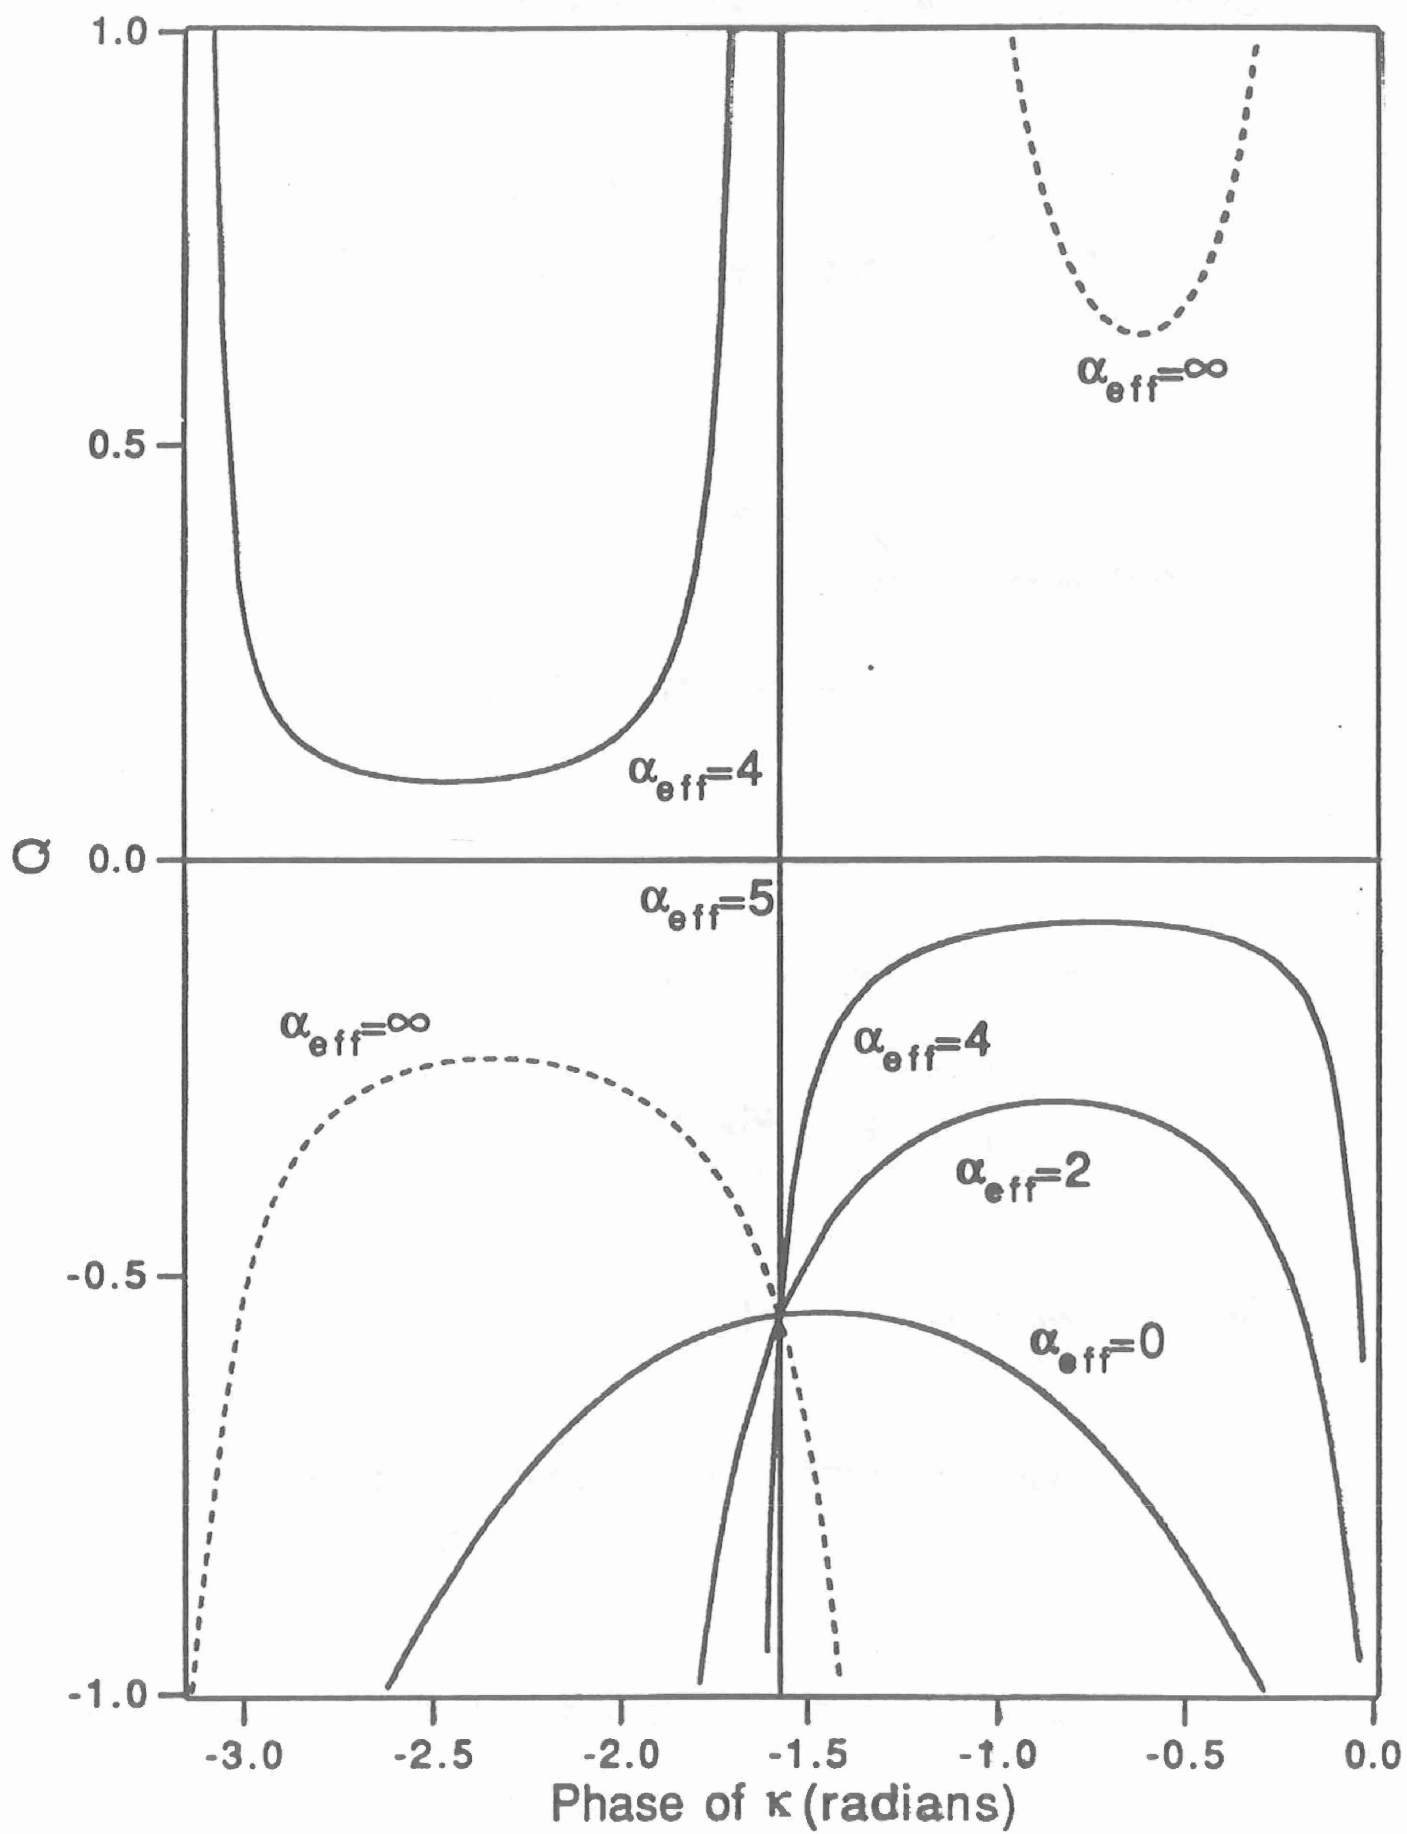 1.0
α_eff=∞
0.5
α_eff=4
Q
0.0
α_eff=5
α_eff=∞
α_eff=4
α_eff=2
-0.5
α_eff=0
-1.0
-3.0 -2.5 -2.0 -1.5 -1.0 -0.5 0.0
Phase of κ (radians)